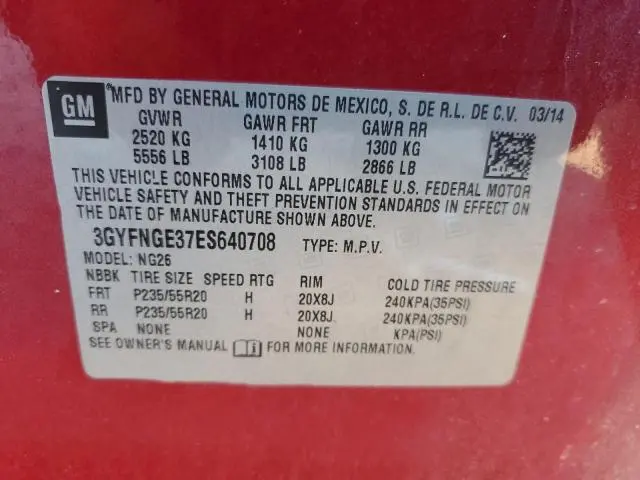 GM
MFD BY GENERAL MOTORS DE MEXICO, S. DE R.L. DE C.V. 03/14
GVWR GAWR FRT GAWR RR
2520 KG 1410 KG 1300 KG
5556 LB 3108 LB 2866 LB
THIS VEHICLE CONFORMS TO ALL APPLICABLE U.S. FEDERAL MOTOR
VEHICLE SAFETY AND THEFT PREVENTION STANDARDS IN EFFECT ON
THE DATE OF MANUFACTURE SHOWN ABOVE.
3GYFNGE37ES640708 TYPE: M.P.V.
MODEL: NG26
NBBK TIRE SIZE SPEED RTG RIM COLD TIRE PRESSURE
FRT P235/55R20 H 20X8J 240KPA(35PSI)
RR P235/55R20 H 20X8J 240KPA(35PSI)
SPA NONE NONE KPA(PSI)
SEE OWNER'S MANUAL FOR MORE INFORMATION.